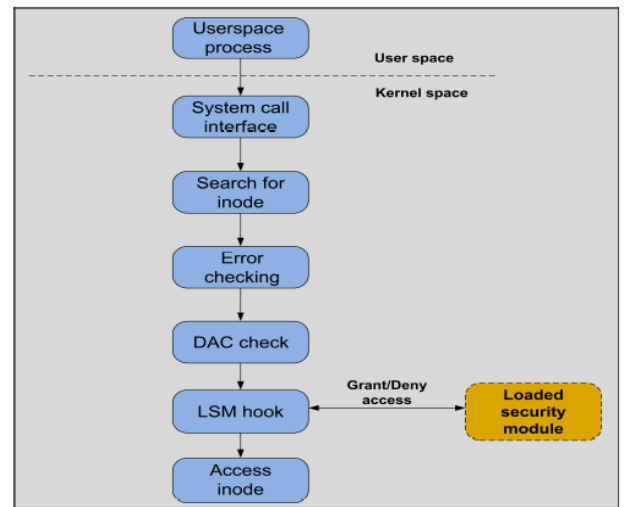 Userspace
process
User space
Kernel space
System call
interface
Search for
inode
Error
checking
DAC check
Grant/Deny
access
LSM hook
Loaded
security
module
Access
inode